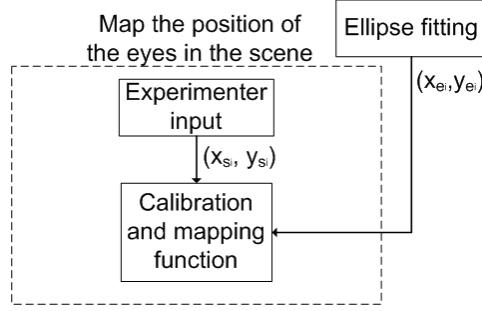 Map the position of
the eyes in the scene
Ellipse fitting
(xei,yei)
Experimenter
input
(xsi, ysi)
Calibration
and mapping
function